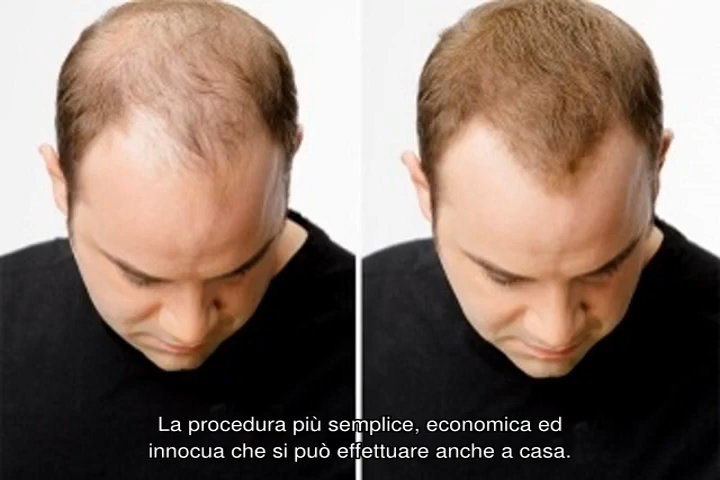 La procedura più semplice, economica ed
innocua che si può effettuare anche a casa.